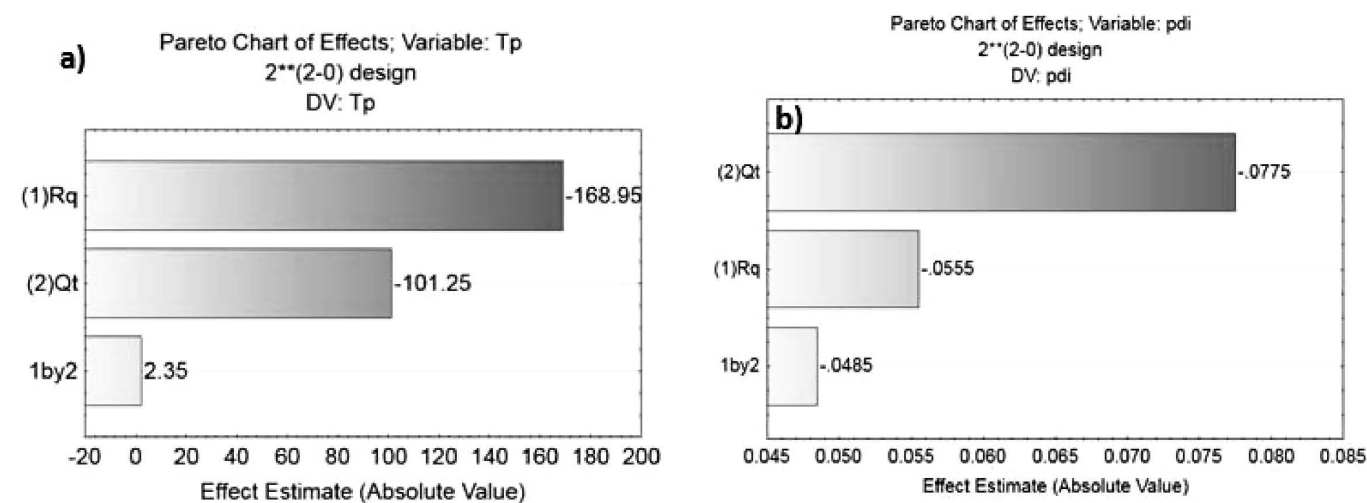 a)
Pareto Chart of Effects; Variable: Tp
2**(2-0) design
DV: Tp
(1)Rq
-168.95
(2)Qt
-101.25
1by2
2.35
-20 0 20 40 60 80 100 120 140 160 180 200
Effect Estimate (Absolute Value)
Pareto Chart of Effects; Variable: pdi
2**(2-0) design
DV: pdi
b)
(2)Qt
-.0775
(1)Rq
-.0555
1by2
-.0485
0.045 0.050 0.055 0.060 0.065 0.070 0.075 0.080 0.085
Effect Estimate (Absolute Value)